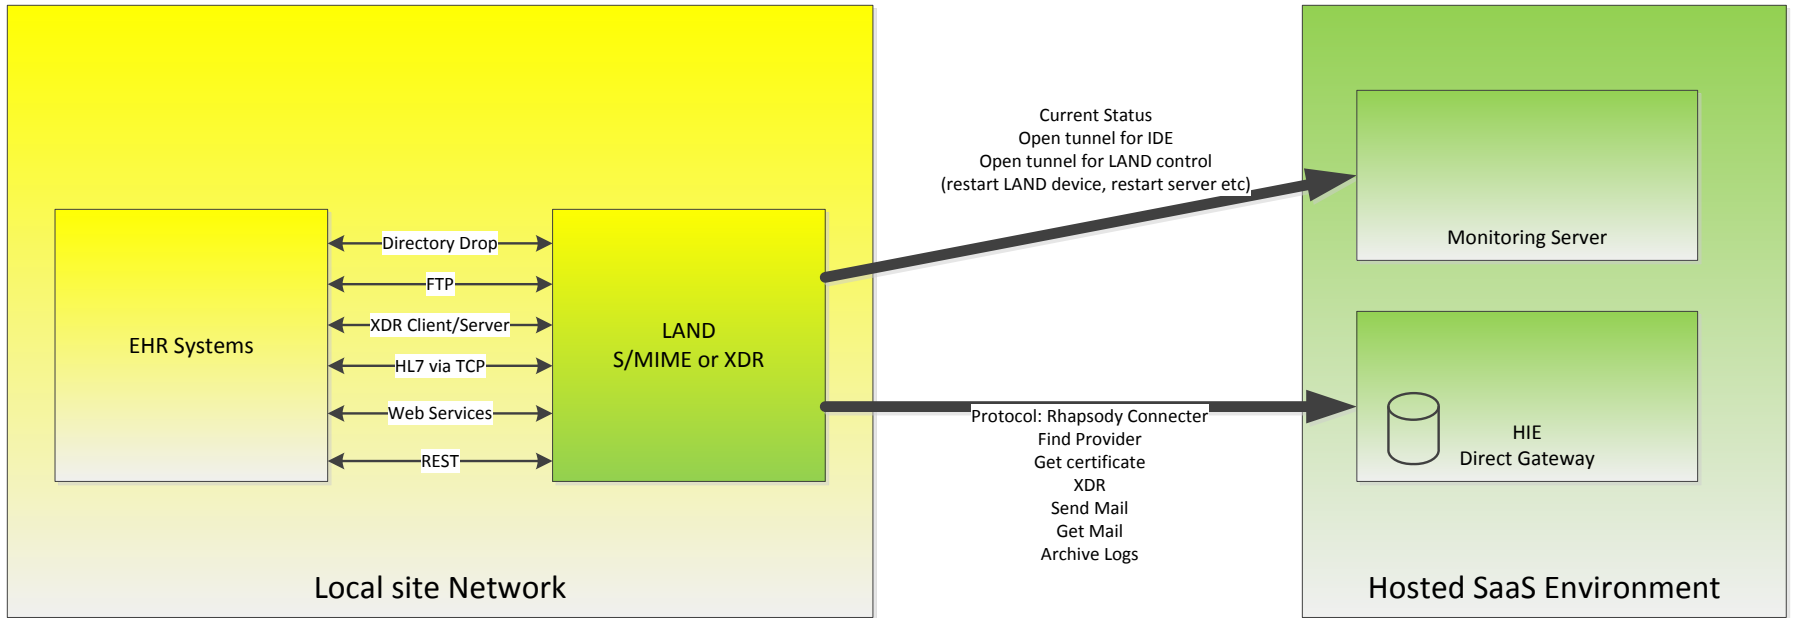 EHR Systems
Directory Drop
FTP
XDR Client/Server
HL7 via TCP
Web Services
REST
LAND
S/MIME or XDR
Local site Network
Current Status
Open tunnel for IDE
Open tunnel for LAND control
(restart LAND device, restart server etc)
Protocol: Rhapsody Connecter
Find Provider
Get certificate
XDR
Send Mail
Get Mail
Archive Logs
Monitoring Server
HIE
Direct Gateway
Hosted SaaS Environment